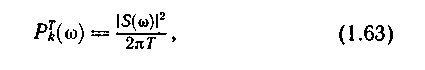 P_k^T(ω) = |S(ω)|² / 2πT , (1.63)